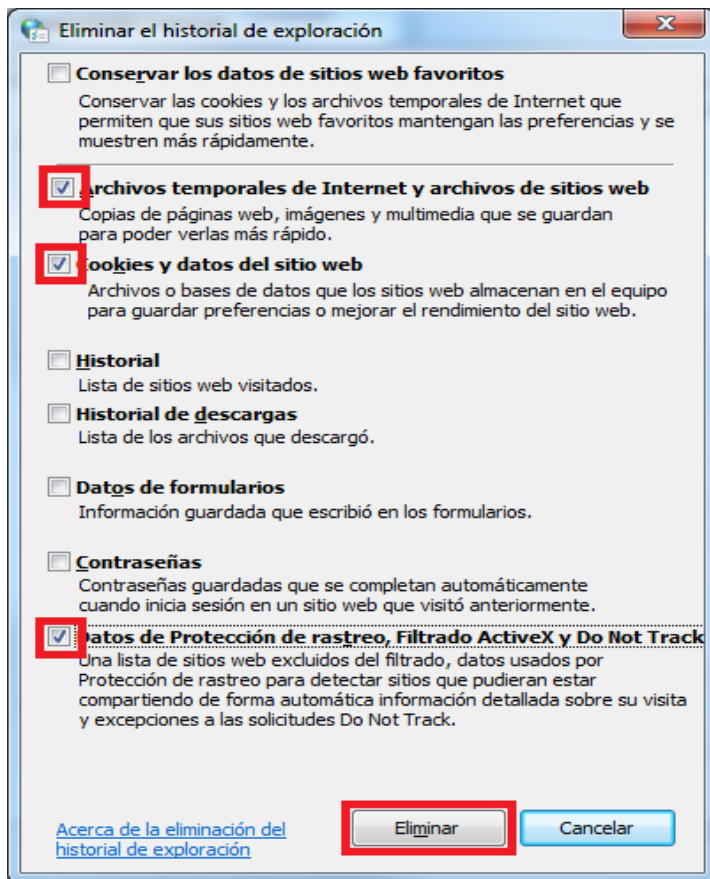 Eliminar el historial de exploración
Conservar los datos de sitios web favoritos
Conservar las cookies y los archivos temporales de Internet que
permiten que sus sitios web favoritos mantengan las preferencias y se
muestren más rápidamente.
Archivos temporales de Internet y archivos de sitios web
Copias de páginas web, imágenes y multimedia que se guardan
para poder verlas más rápido.
Cookies y datos del sitio web
Archivos o bases de datos que los sitios web almacenan en el equipo
para guardar preferencias o mejorar el rendimiento del sitio web.
Historial
Lista de sitios web visitados.
Historial de descargas
Lista de los archivos que descargó.
Datos de formularios
Información guardada que escribió en los formularios.
Contraseñas
Contraseñas guardadas que se completan automáticamente
cuando inicia sesión en un sitio web que visitó anteriormente.
Datos de Protección de rastreo, Filtrado ActiveX y Do Not Track
Una lista de sitios web excluidos del filtrado, datos usados por
Protección de rastreo para detectar sitios que pudieran estar
compartiendo de forma automática información detallada sobre su visita
y excepciones a las solicitudes Do Not Track.
Acerca de la eliminación del
historial de exploración
Eliminar
Cancelar